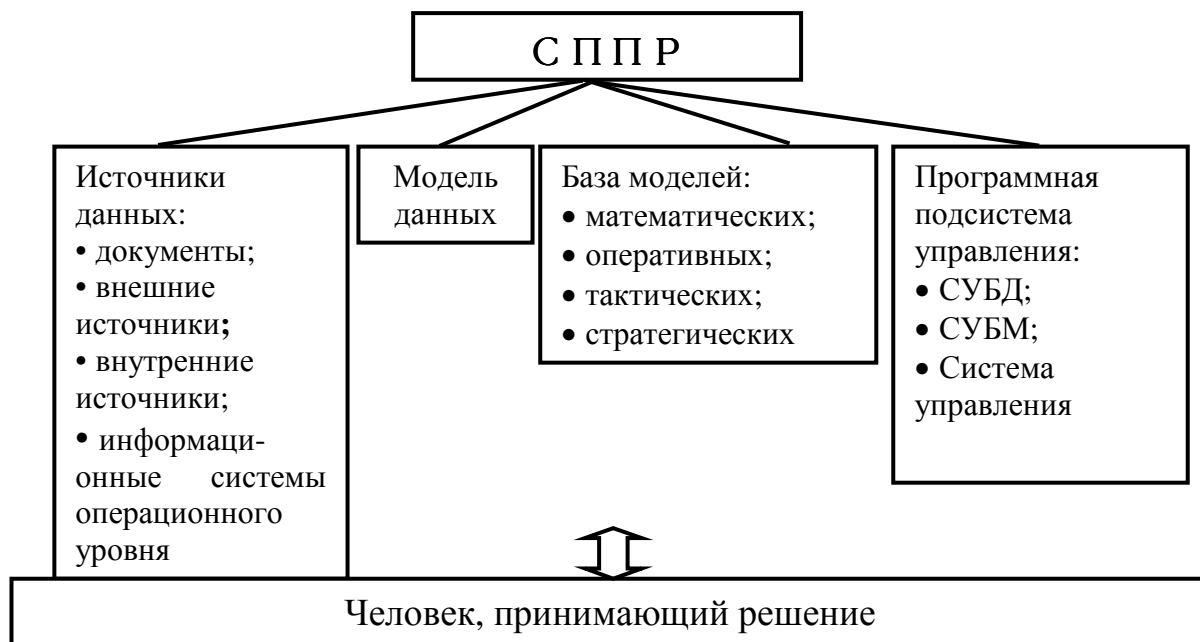 С П П Р
Источники
данных:
• документы;
• внешние
источники;
• внутренние
источники;
• информаци-
онные системы
операционного
уровня
Модель
данных
База моделей:
• математических;
• оперативных;
• тактических;
• стратегических
Программная
подсистема
управления:
• СУБД;
• СУБМ;
• Система
управления
Человек, принимающий решение